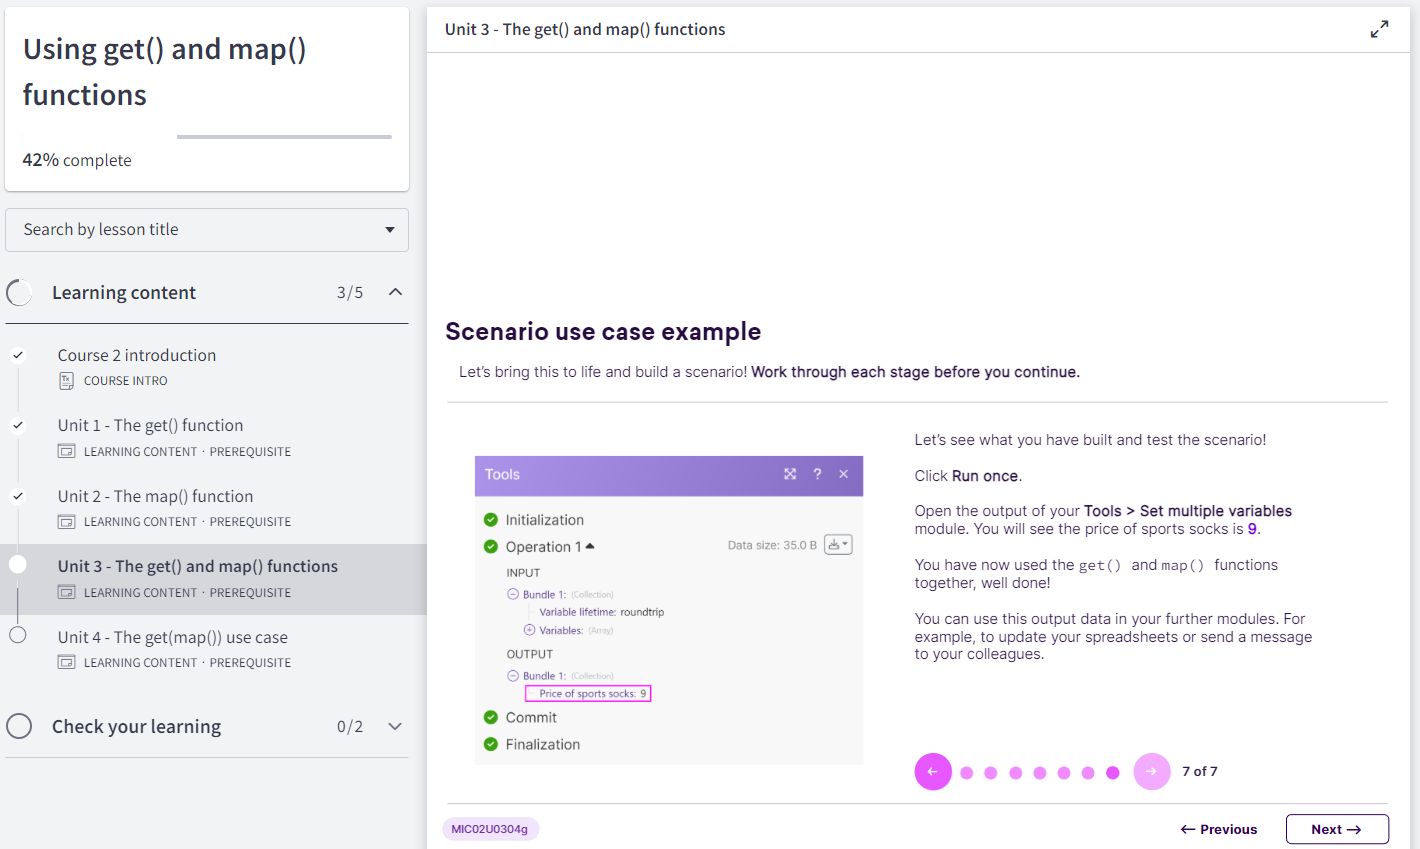 Using get() and map()
functions
42% complete
Search by lesson title
Learning content 3/5
Course 2 introduction
Tx COURSE INTRO
Unit 1 - The get() function
LEARNING CONTENT · PREREQUISITE
Unit 2 - The map() function
LEARNING CONTENT · PREREQUISITE
Unit 3 - The get() and map() functions
LEARNING CONTENT · PREREQUISITE
Unit 4 - The get(map()) use case
LEARNING CONTENT · PREREQUISITE
Check your learning 0/2
Unit 3 - The get() and map() functions
Scenario use case example
Let's bring this to life and build a scenario! Work through each stage before you continue.
Tools ?
Initialization
Operation 1 Data size: 35.0 B
INPUT
Bundle 1: (Collection)
Variable lifetime: roundtrip
Variables: (Array)
OUTPUT
Bundle 1: (Collection)
Price of sports socks: 9
Commit
Finalization
Let's see what you have built and test the scenario!
Click Run once.
Open the output of your Tools > Set multiple variables
module. You will see the price of sports socks is 9.
You have now used the get() and map() functions
together, well done!
You can use this output data in your further modules. For
example, to update your spreadsheets or send a message
to your colleagues.
← → 7 of 7
MIC02U0304g
← Previous Next →